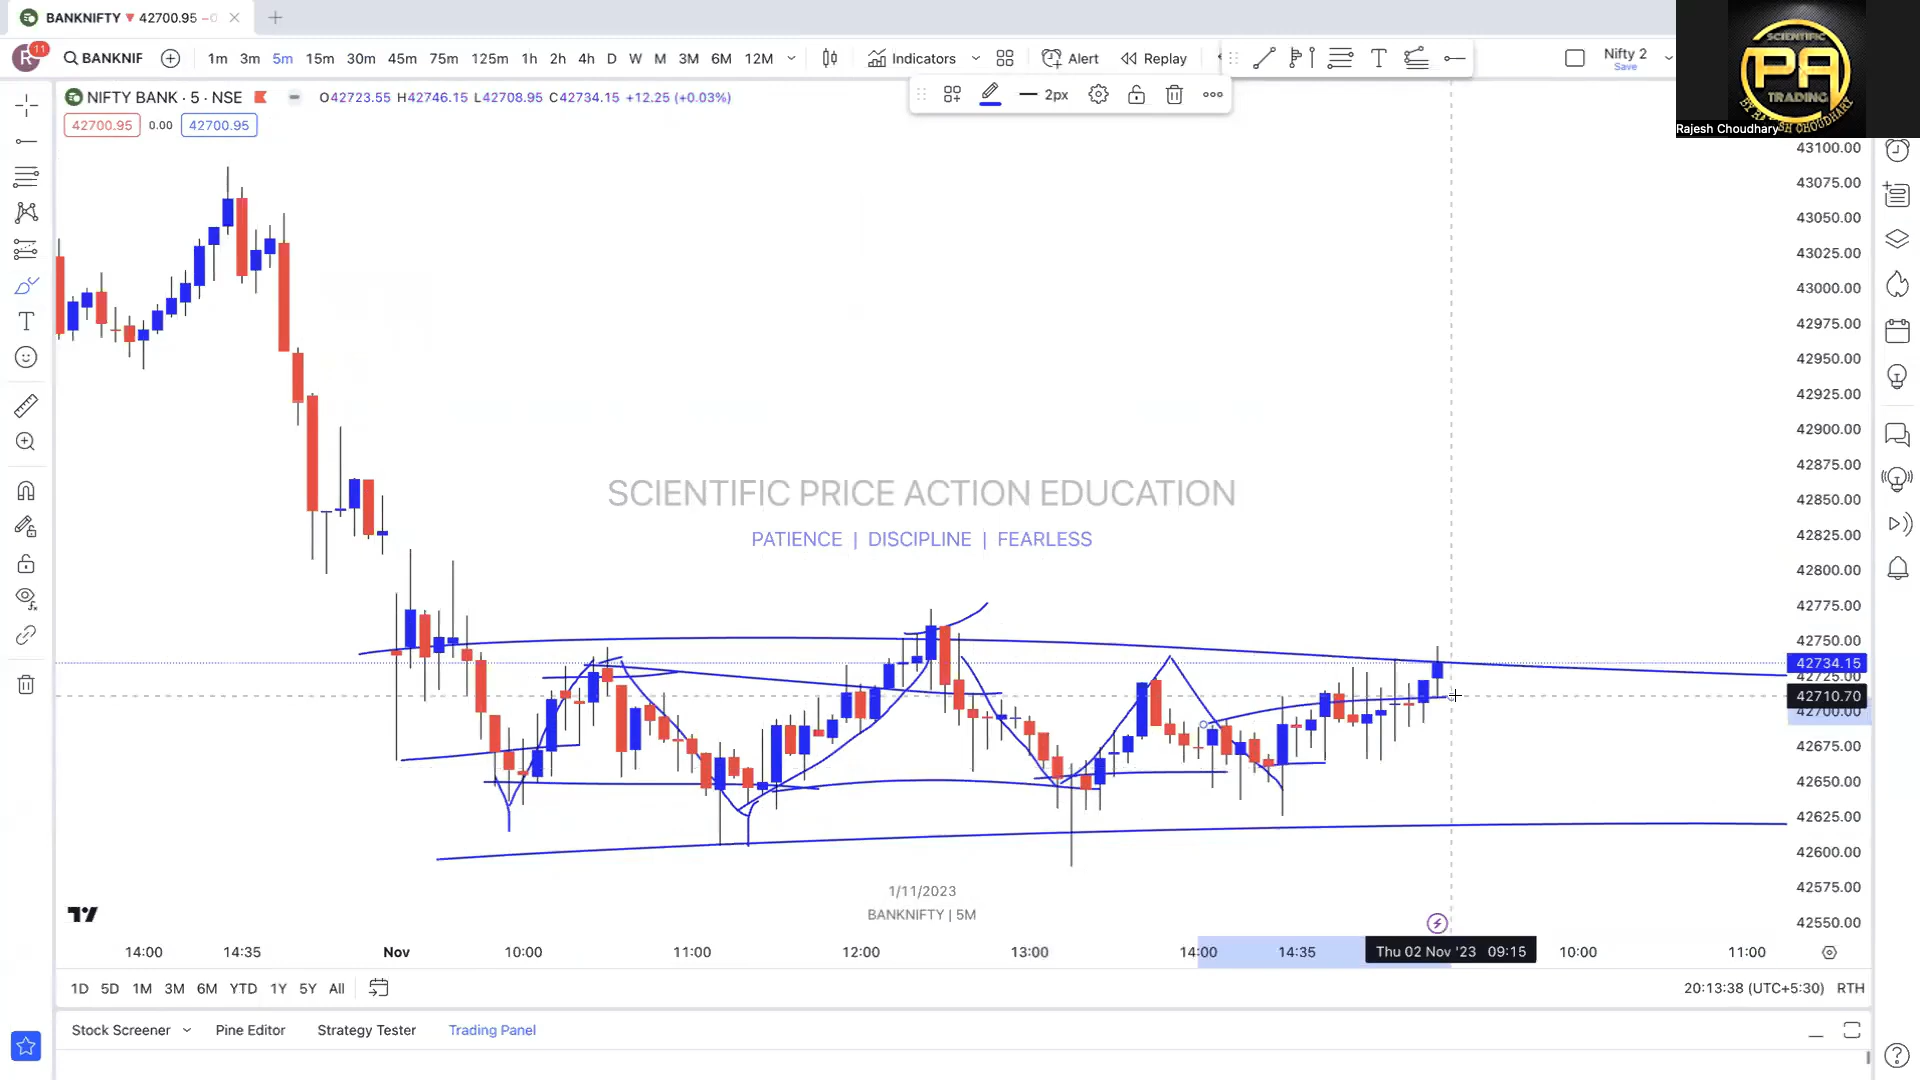 BANKNIFTY ▼ 42700.95
11
R
BANKNIF
1m 3m 5m 15m 30m 45m 75m 125m 1h 2h 4h D W M 3M 6M 12M
Indicators
Alert
Replay
Nifty 2
Save
SCIENTIFIC
PA
TRADING
Rajesh Choudhary
NIFTY BANK · 5 · NSE
O42723.55 H42746.15 L42708.95 C42734.15 +12.25 (+0.03%)
2px
42700.95 0.00 42700.95
43100.00
43075.00
43050.00
43025.00
43000.00
42975.00
42950.00
42925.00
42900.00
42875.00
42850.00
42825.00
42800.00
42775.00
42750.00
42734.15
42725.00
42710.70
42700.00
42675.00
42650.00
42625.00
42600.00
42575.00
42550.00
SCIENTIFIC PRICE ACTION EDUCATION
PATIENCE | DISCIPLINE | FEARLESS
1/11/2023
BANKNIFTY | 5M
14:00 14:35 Nov 10:00 11:00 12:00 13:00 14:00 14:35 Thu 02 Nov '23 09:15 10:00 11:00
1D 5D 1M 3M 6M YTD 1Y 5Y All
20:13:38 (UTC+5:30) RTH
Stock Screener Pine Editor Strategy Tester Trading Panel